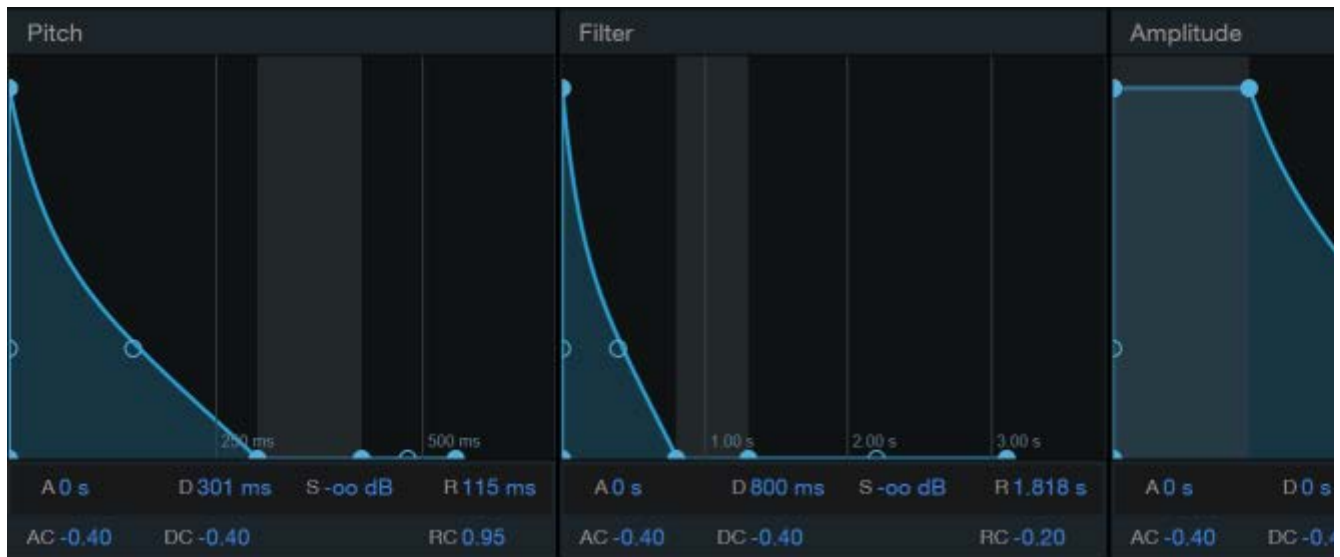 Pitch
Filter
Amplitude
250 ms
500 ms
1.00 s
2.00 s
3.00 s
A 0 s D 301 ms S -oo dB R 115 ms
A 0 s D 800 ms S -oo dB R 1.818 s
A 0 s D 0 s
AC -0.40 DC -0.40 RC 0.95
AC -0.40 DC -0.40 RC -0.20
AC -0.40 DC